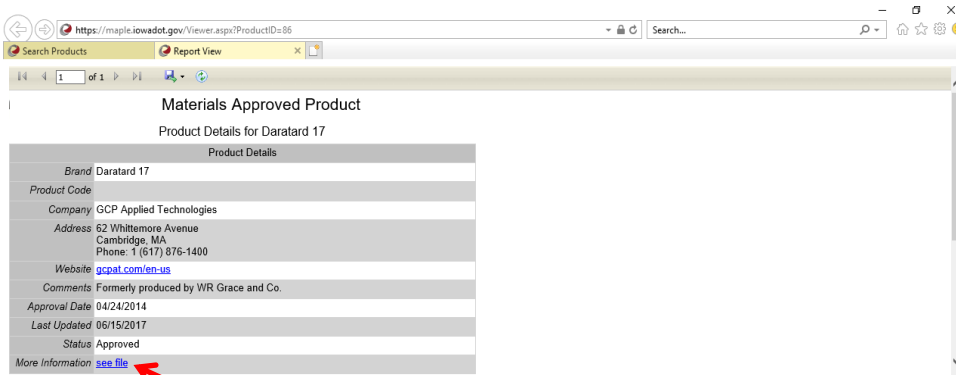 https://maple.iowadot.gov/Viewer.aspx?ProductID=86
Search...
Search Products
Report View
1 of 1
Materials Approved Product
Product Details for Daratard 17
Product Details
Brand Daratard 17
Product Code
Company GCP Applied Technologies
Address 62 Whittemore Avenue
Cambridge, MA
Phone: 1 (617) 876-1400
Website gcpat.com/en-us
Comments Formerly produced by WR Grace and Co.
Approval Date 04/24/2014
Last Updated 06/15/2017
Status Approved
More Information see file